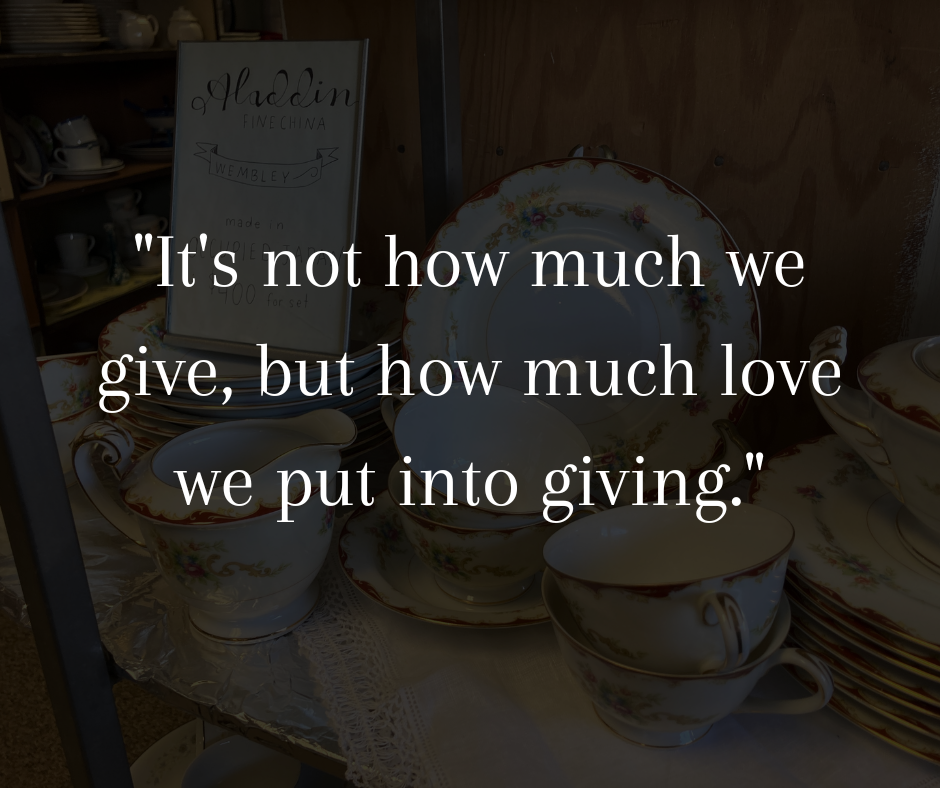 Aladdin
FINE CHINA
WEMBLEY
made in
"It's not how much we
for set
give, but how much love
we put into giving."